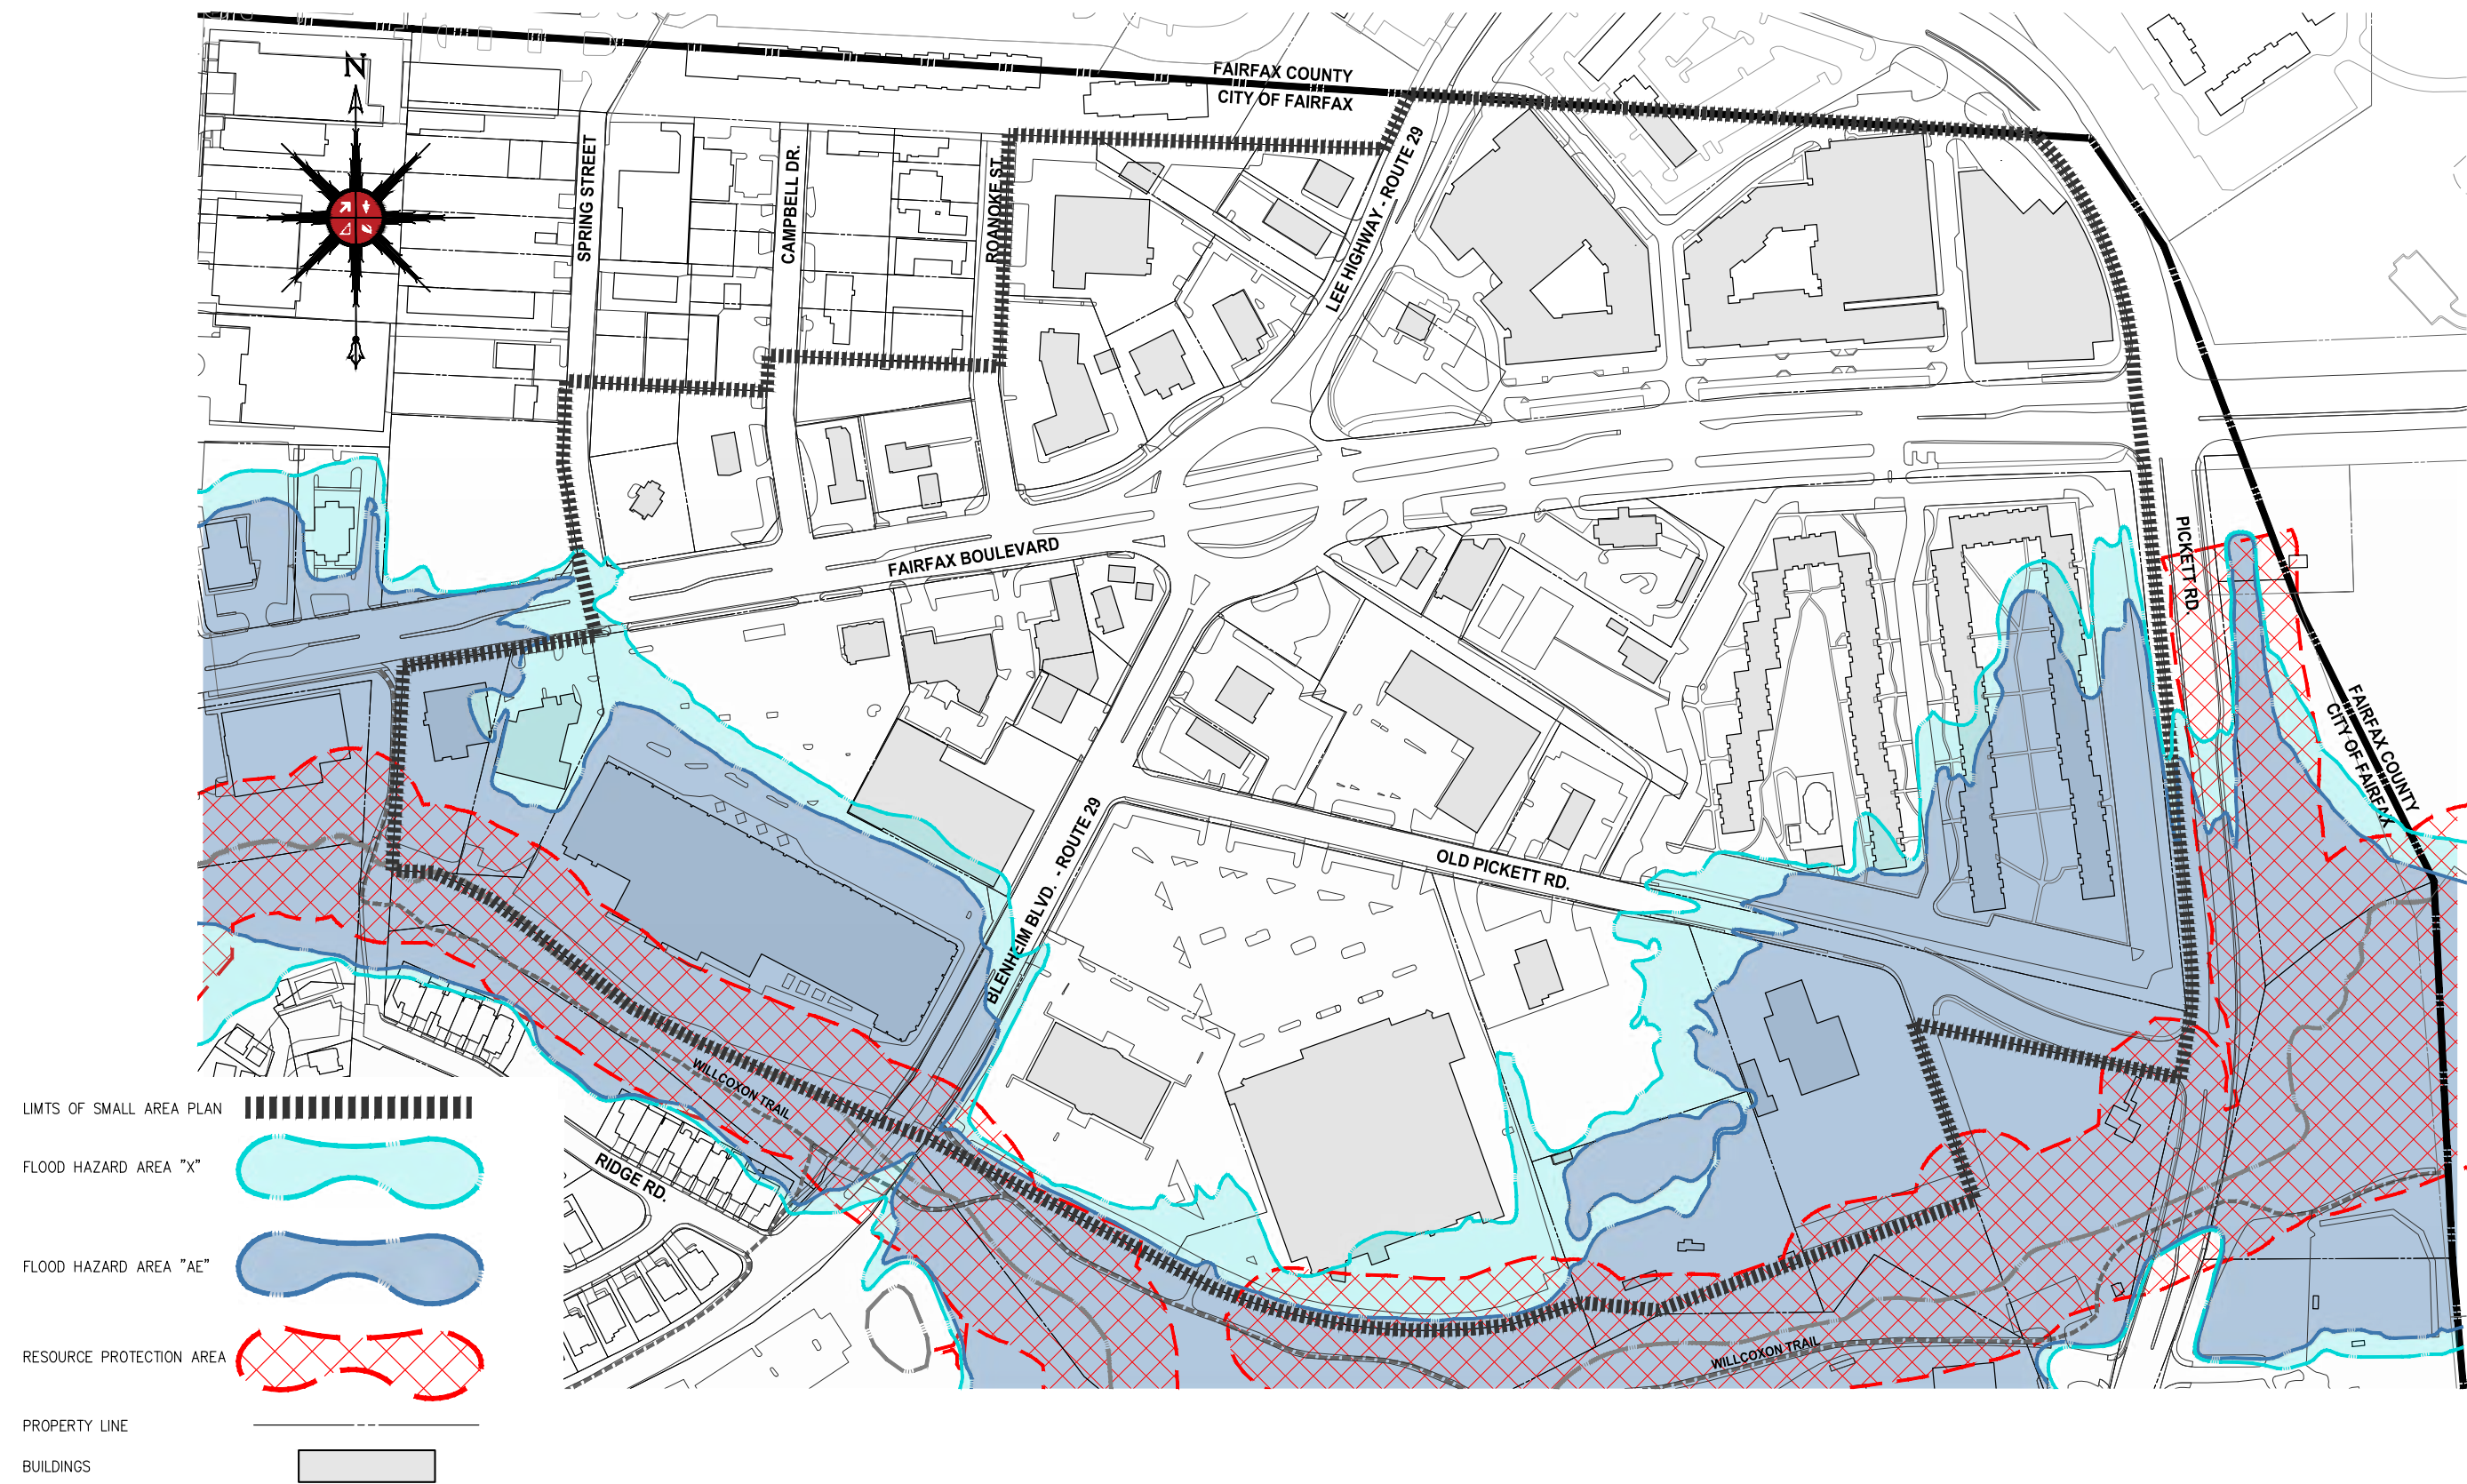 FAIRFAX COUNTY
CITY OF FAIRFAX
N
SPRING STREET
CAMPBELL DR.
ROANOKE ST.
LEE HIGHWAY - ROUTE 29
FAIRFAX BOULEVARD
PICKETT RD.
FAIRFAX COUNTY
CITY OF FAIRFAX
BLENHEIM BLVD. - ROUTE 29
OLD PICKETT RD.
WILLCOXON TRAIL
RIDGE RD.
WILLCOXON TRAIL
LIMTS OF SMALL AREA PLAN
FLOOD HAZARD AREA "X"
FLOOD HAZARD AREA "AE"
RESOURCE PROTECTION AREA
PROPERTY LINE
BUILDINGS